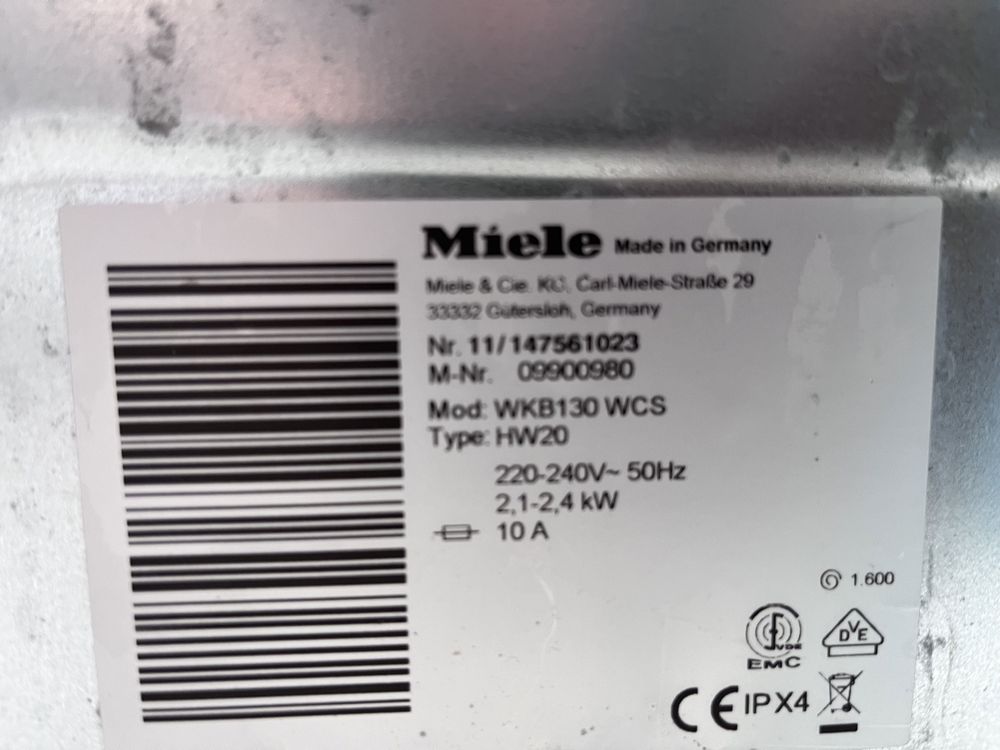 Miele Made in Germany
Miele & Cie. KG, Carl-Miele-Straße 29
33332 Gütersloh, Germany
Nr. 11/147561023
M-Nr. 09900980
Mod: WKB130 WCS
Type: HW20
220-240V~ 50Hz
2,1-2,4 kW
10 A
1.600
VDE
EMC
DVE
CE IPX4